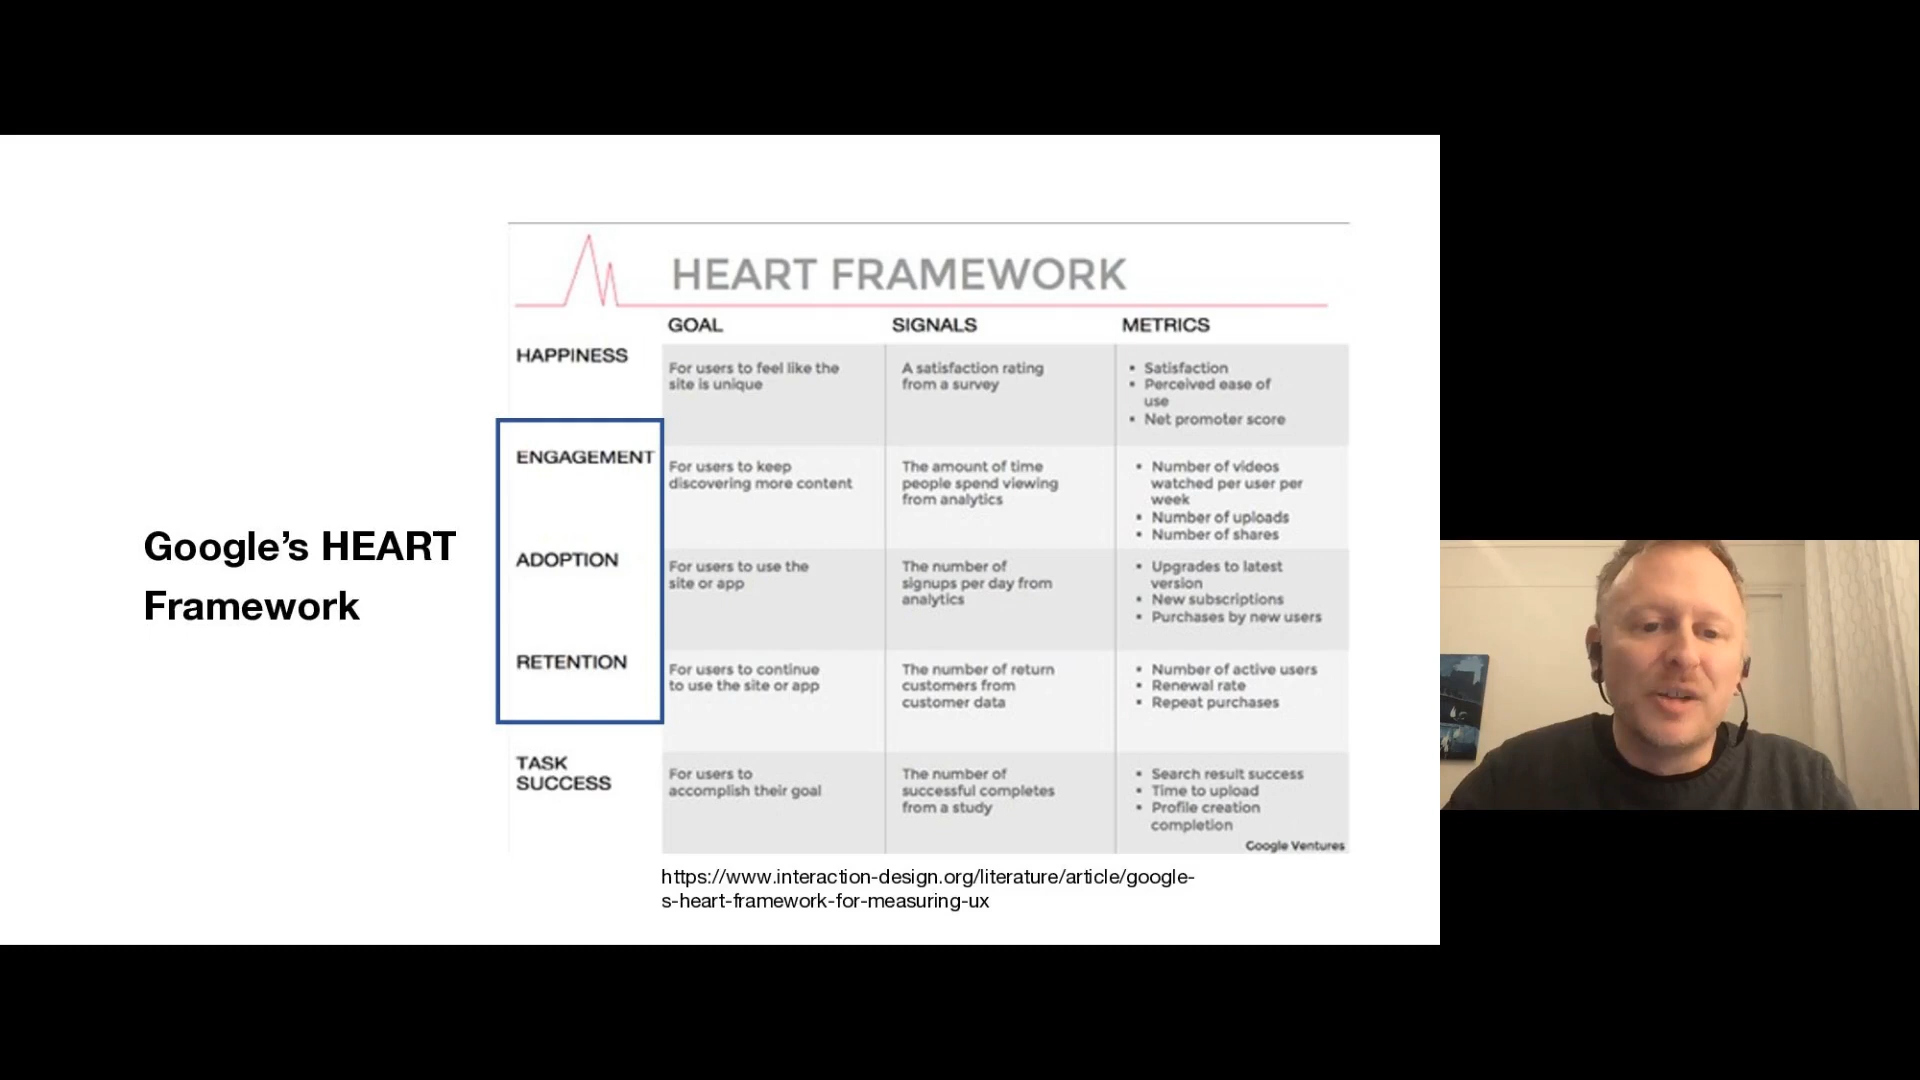 Google’s HEART
Framework
HEART FRAMEWORK
GOAL
SIGNALS
METRICS
HAPPINESS
For users to feel like the
site is unique
A satisfaction rating
from a survey
• Satisfaction
• Perceived ease of
use
• Net promoter score
ENGAGEMENT
For users to keep
discovering more content
The amount of time
people spend viewing
from analytics
• Number of videos
watched per user per
week
• Number of uploads
• Number of shares
ADOPTION
For users to use the
site or app
The number of
signups per day from
analytics
• Upgrades to latest
version
• New subscriptions
• Purchases by new users
RETENTION
For users to continue
to use the site or app
The number of return
customers from
customer data
• Number of active users
• Renewal rate
• Repeat purchases
TASK
SUCCESS
For users to
accomplish their goal
The number of
successful completes
from a study
• Search result success
• Time to upload
• Profile creation
completion
Google Ventures
https://www.interaction-design.org/literature/article/google-
s-heart-framework-for-measuring-ux